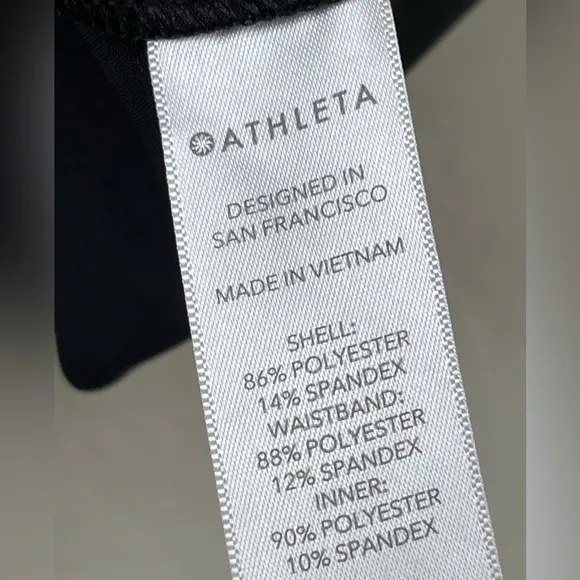 ATHLETA
DESIGNED IN
SAN FRANCISCO
MADE IN VIETNAM
SHELL:
86% POLYESTER
14% SPANDEX
WAISTBAND:
88% POLYESTER
12% SPANDEX
INNER:
90% POLYESTER
10% SPANDEX